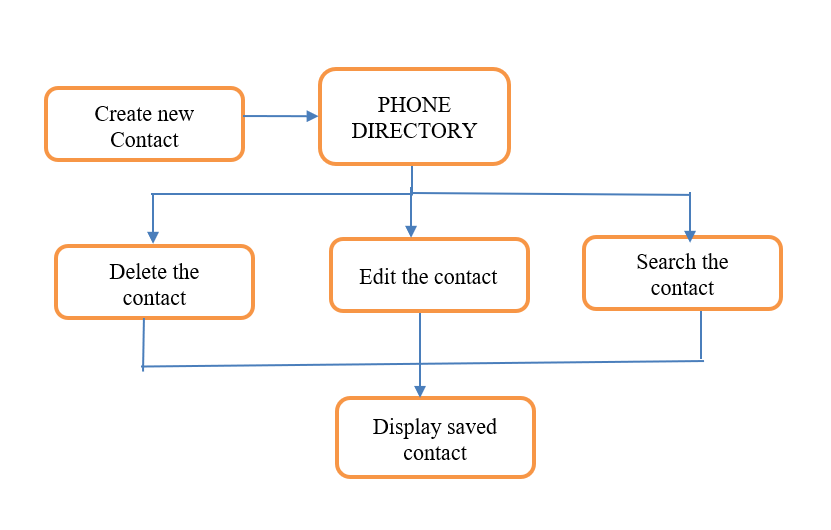 Create new
Contact
PHONE
DIRECTORY
Delete the
contact
Edit the contact
Search the
contact
Display saved
contact